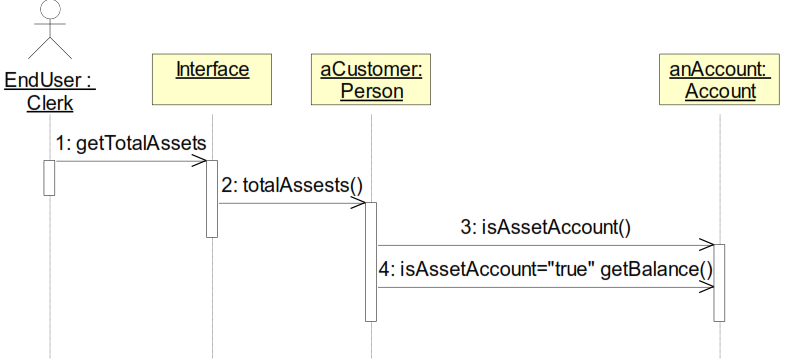 EndUser :
Clerk
Interface
aCustomer:
Person
anAccount:
Account
1: getTotalAssets
2: totalAssests()
3: isAssetAccount()
4: isAssetAccount="true" getBalance()